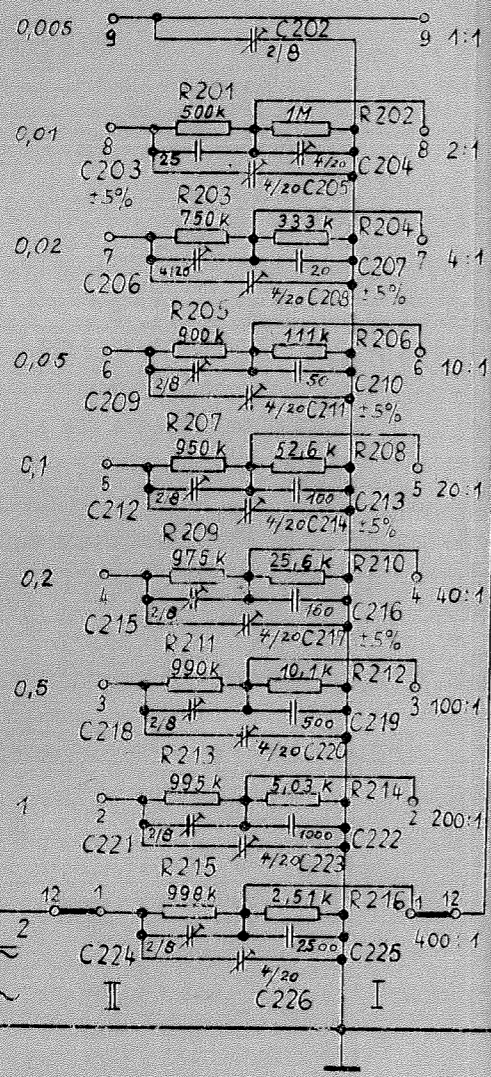 0,005 9 C202 9 1:1
2/8
R201
500k 1M R202
0,01 8 8 2:1
C203 25 4/20 C204
±5% 4/20 C205
R203
750k 333k R204
0,02 7 7 4:1
C206 4/20 20 C207
4/20 C208 ±5%
R205
900k 111k R206
0,05 6 6 10:1
C209 2/8 50 C210
4/20 C211 ±5%
R207
950k 52,6k R208
0,1 5 5 20:1
C212 2/8 100 C213
4/20 C214 ±5%
R209
975k 25,6k R210
0,2 4 4 40:1
C215 2/8 160 C216
4/20 C217 ±5%
R211
990k 10,1k R212
0,5 3 3 100:1
C218 2/8 500 C219
4/20 C220
R213
995k 5,03k R214
1 2 2 200:1
C221 2/8 1000 C222
4/20 C223
R215
998k 2,51k R216
12 1 1 12
2 400:1
C224 2/8 2500 C225
≂ 4/20
C226
~ II I